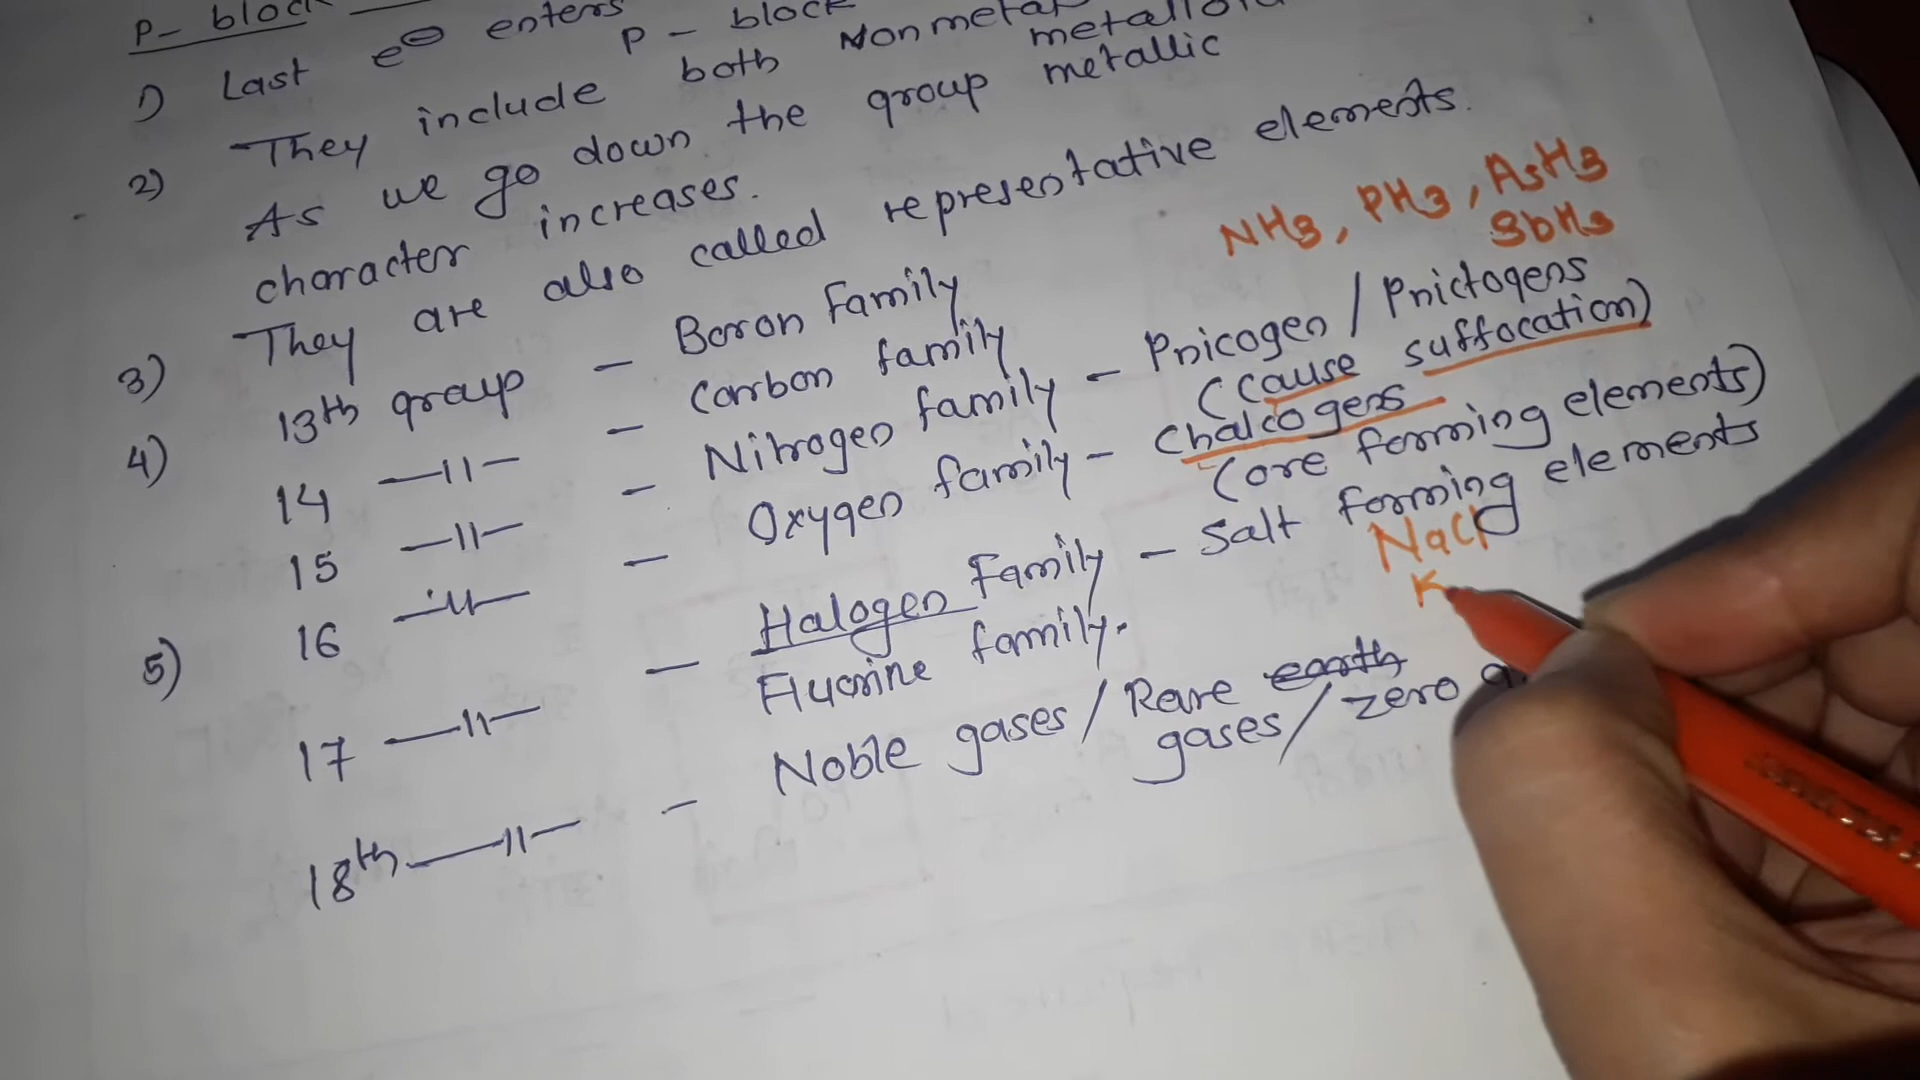 P- block
1) Last e⊖ enters P - block
They include both Nonmetal metalloid
2) As we go down the group metallic
character increases.
3) They are also called representative elements.
NH3, PH3, AsH3
SbH3
4) 13th group - Boron Family
14 —11— - Carbon family
15 —11— - Nitrogen family - Pnicogen / Pnictogens
(Cause suffocation)
16 —11— - Oxygen family - Chalcogens
(ore forming elements)
5) 17 —11— - Halogen Family - Salt forming elements
Fluorine family.
NaCl
K
18th —11— - Noble gases / Rare earth
gases / zero